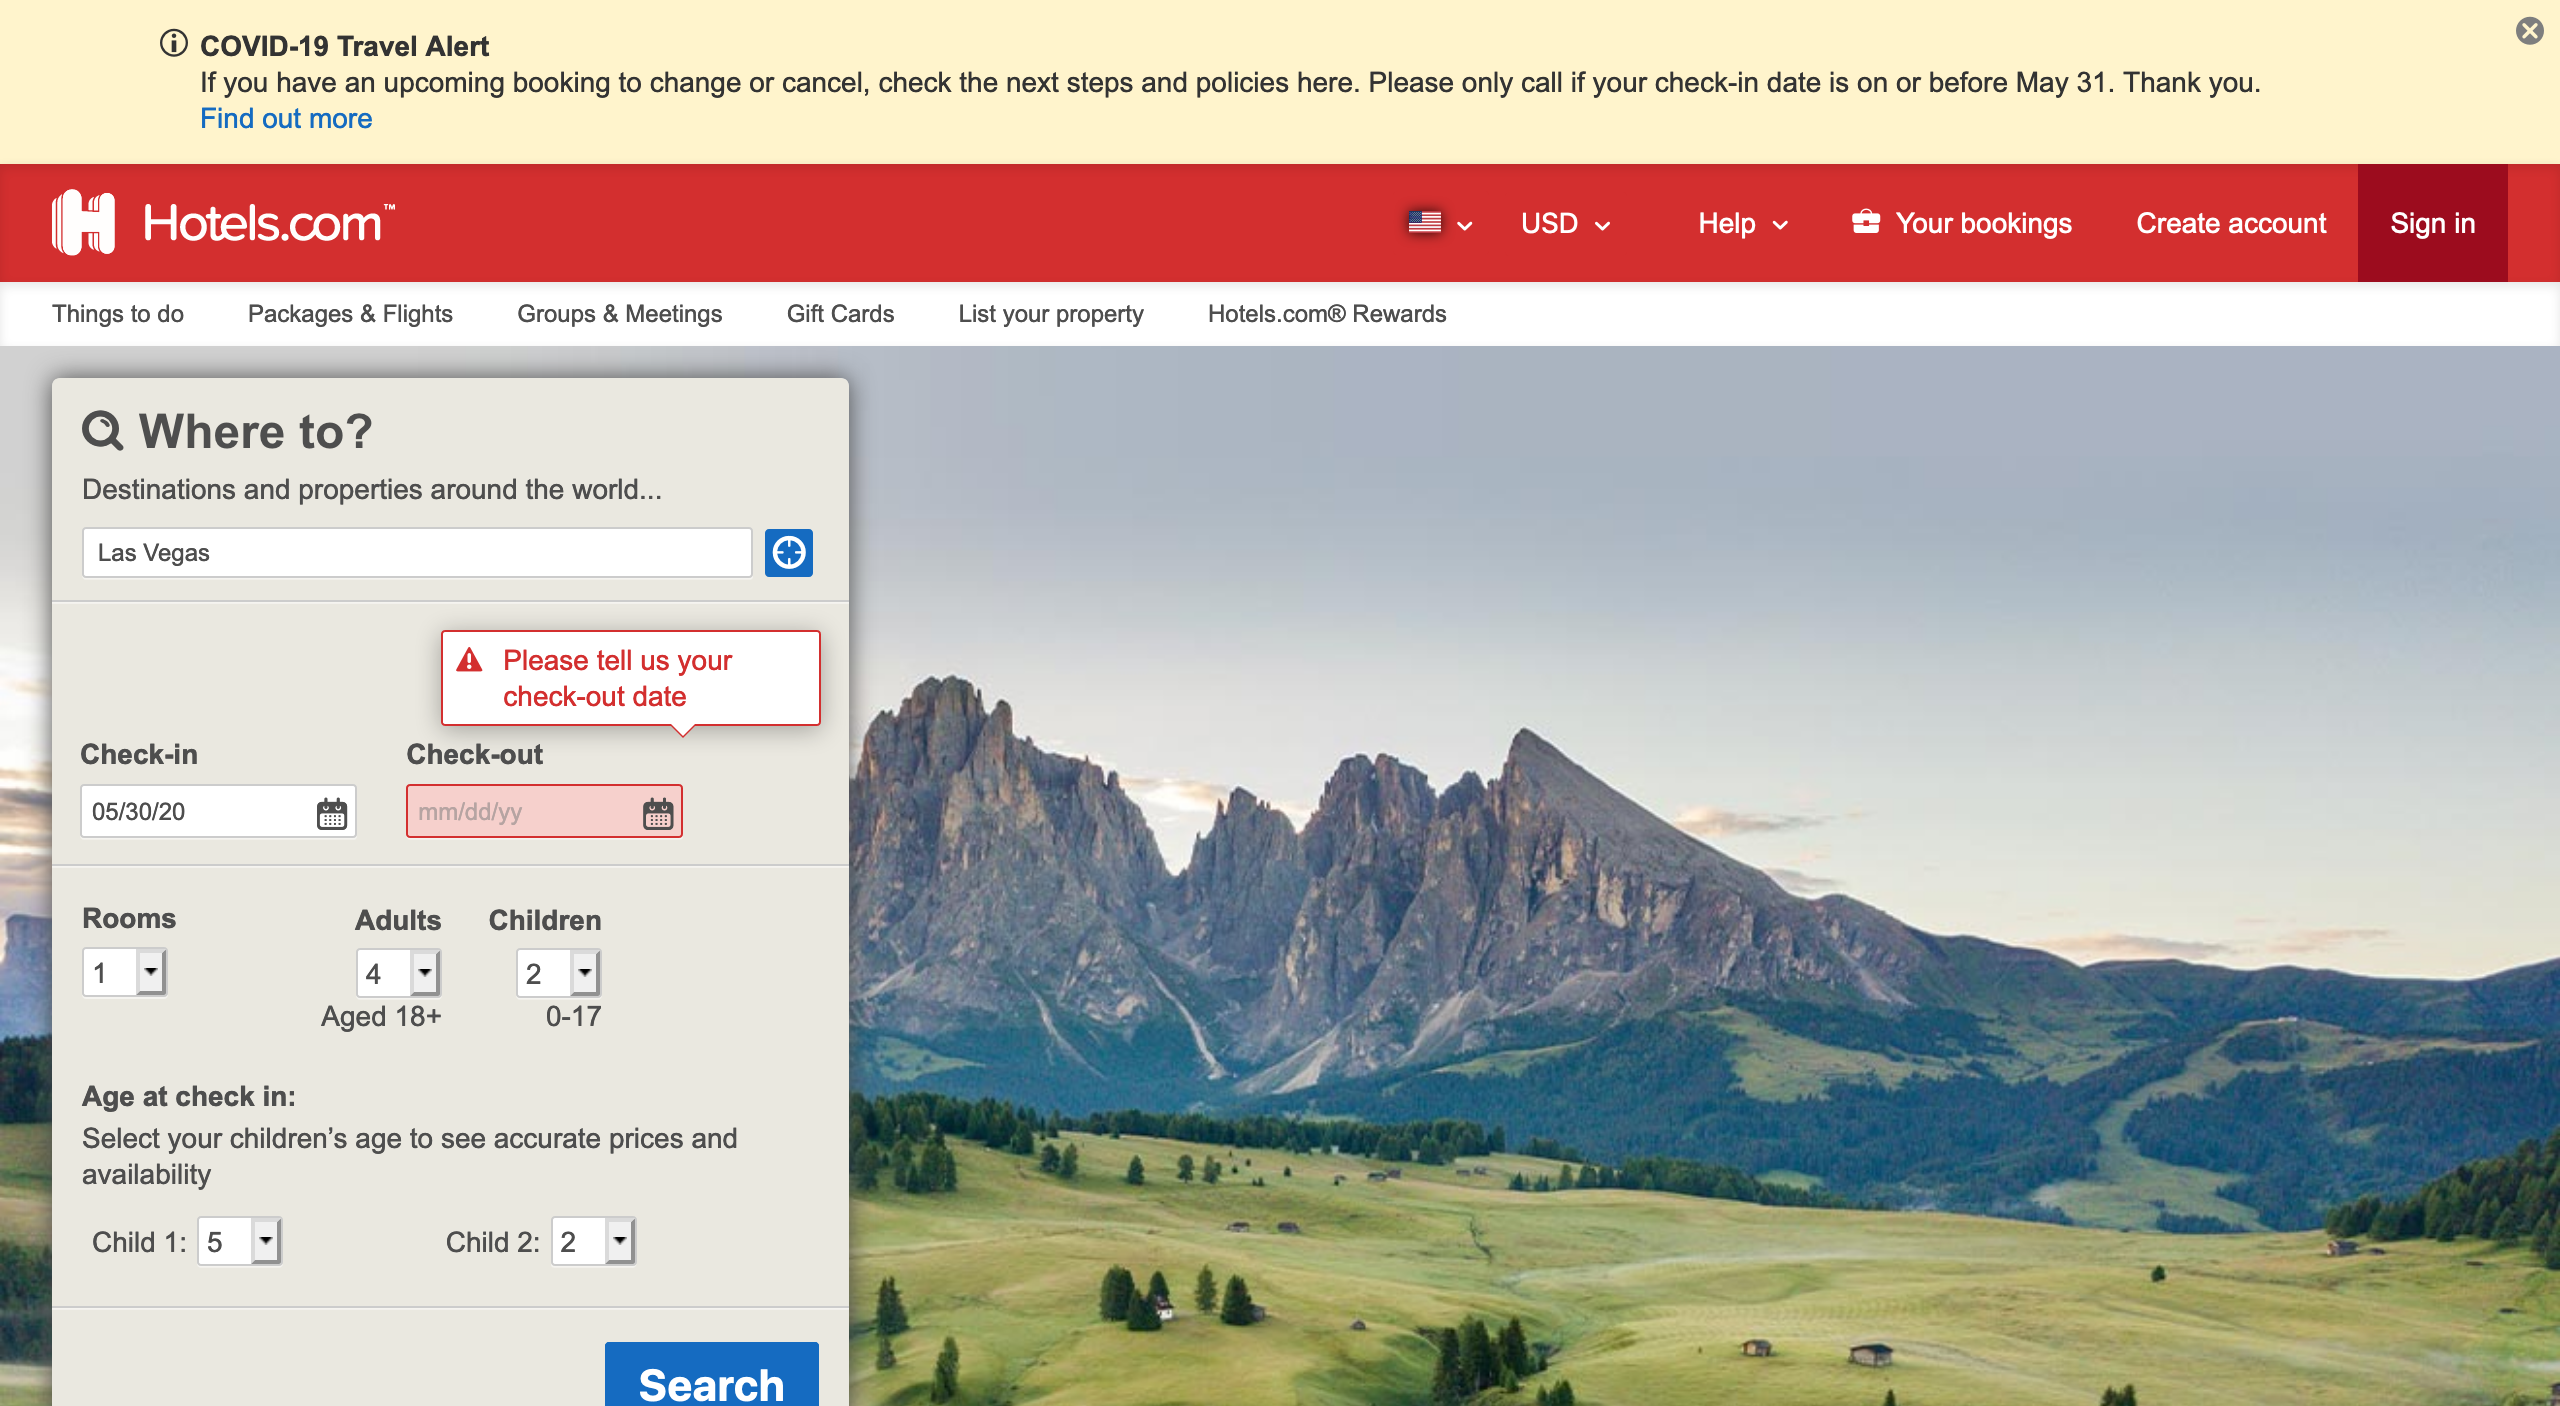 COVID-19 Travel Alert
If you have an upcoming booking to change or cancel, check the next steps and policies here. Please only call if your check-in date is on or before May 31. Thank you.
Find out more
Hotels.com™
USD
Help
Your bookings
Create account
Sign in
Things to do
Packages & Flights
Groups & Meetings
Gift Cards
List your property
Hotels.com® Rewards
Where to?
Destinations and properties around the world...
Las Vegas
Please tell us your
check-out date
Check-in
Check-out
05/30/20
mm/dd/yy
Rooms
Adults
Children
1
4
2
Aged 18+
0-17
Age at check in:
Select your children’s age to see accurate prices and
availability
Child 1: 5
Child 2: 2
Search